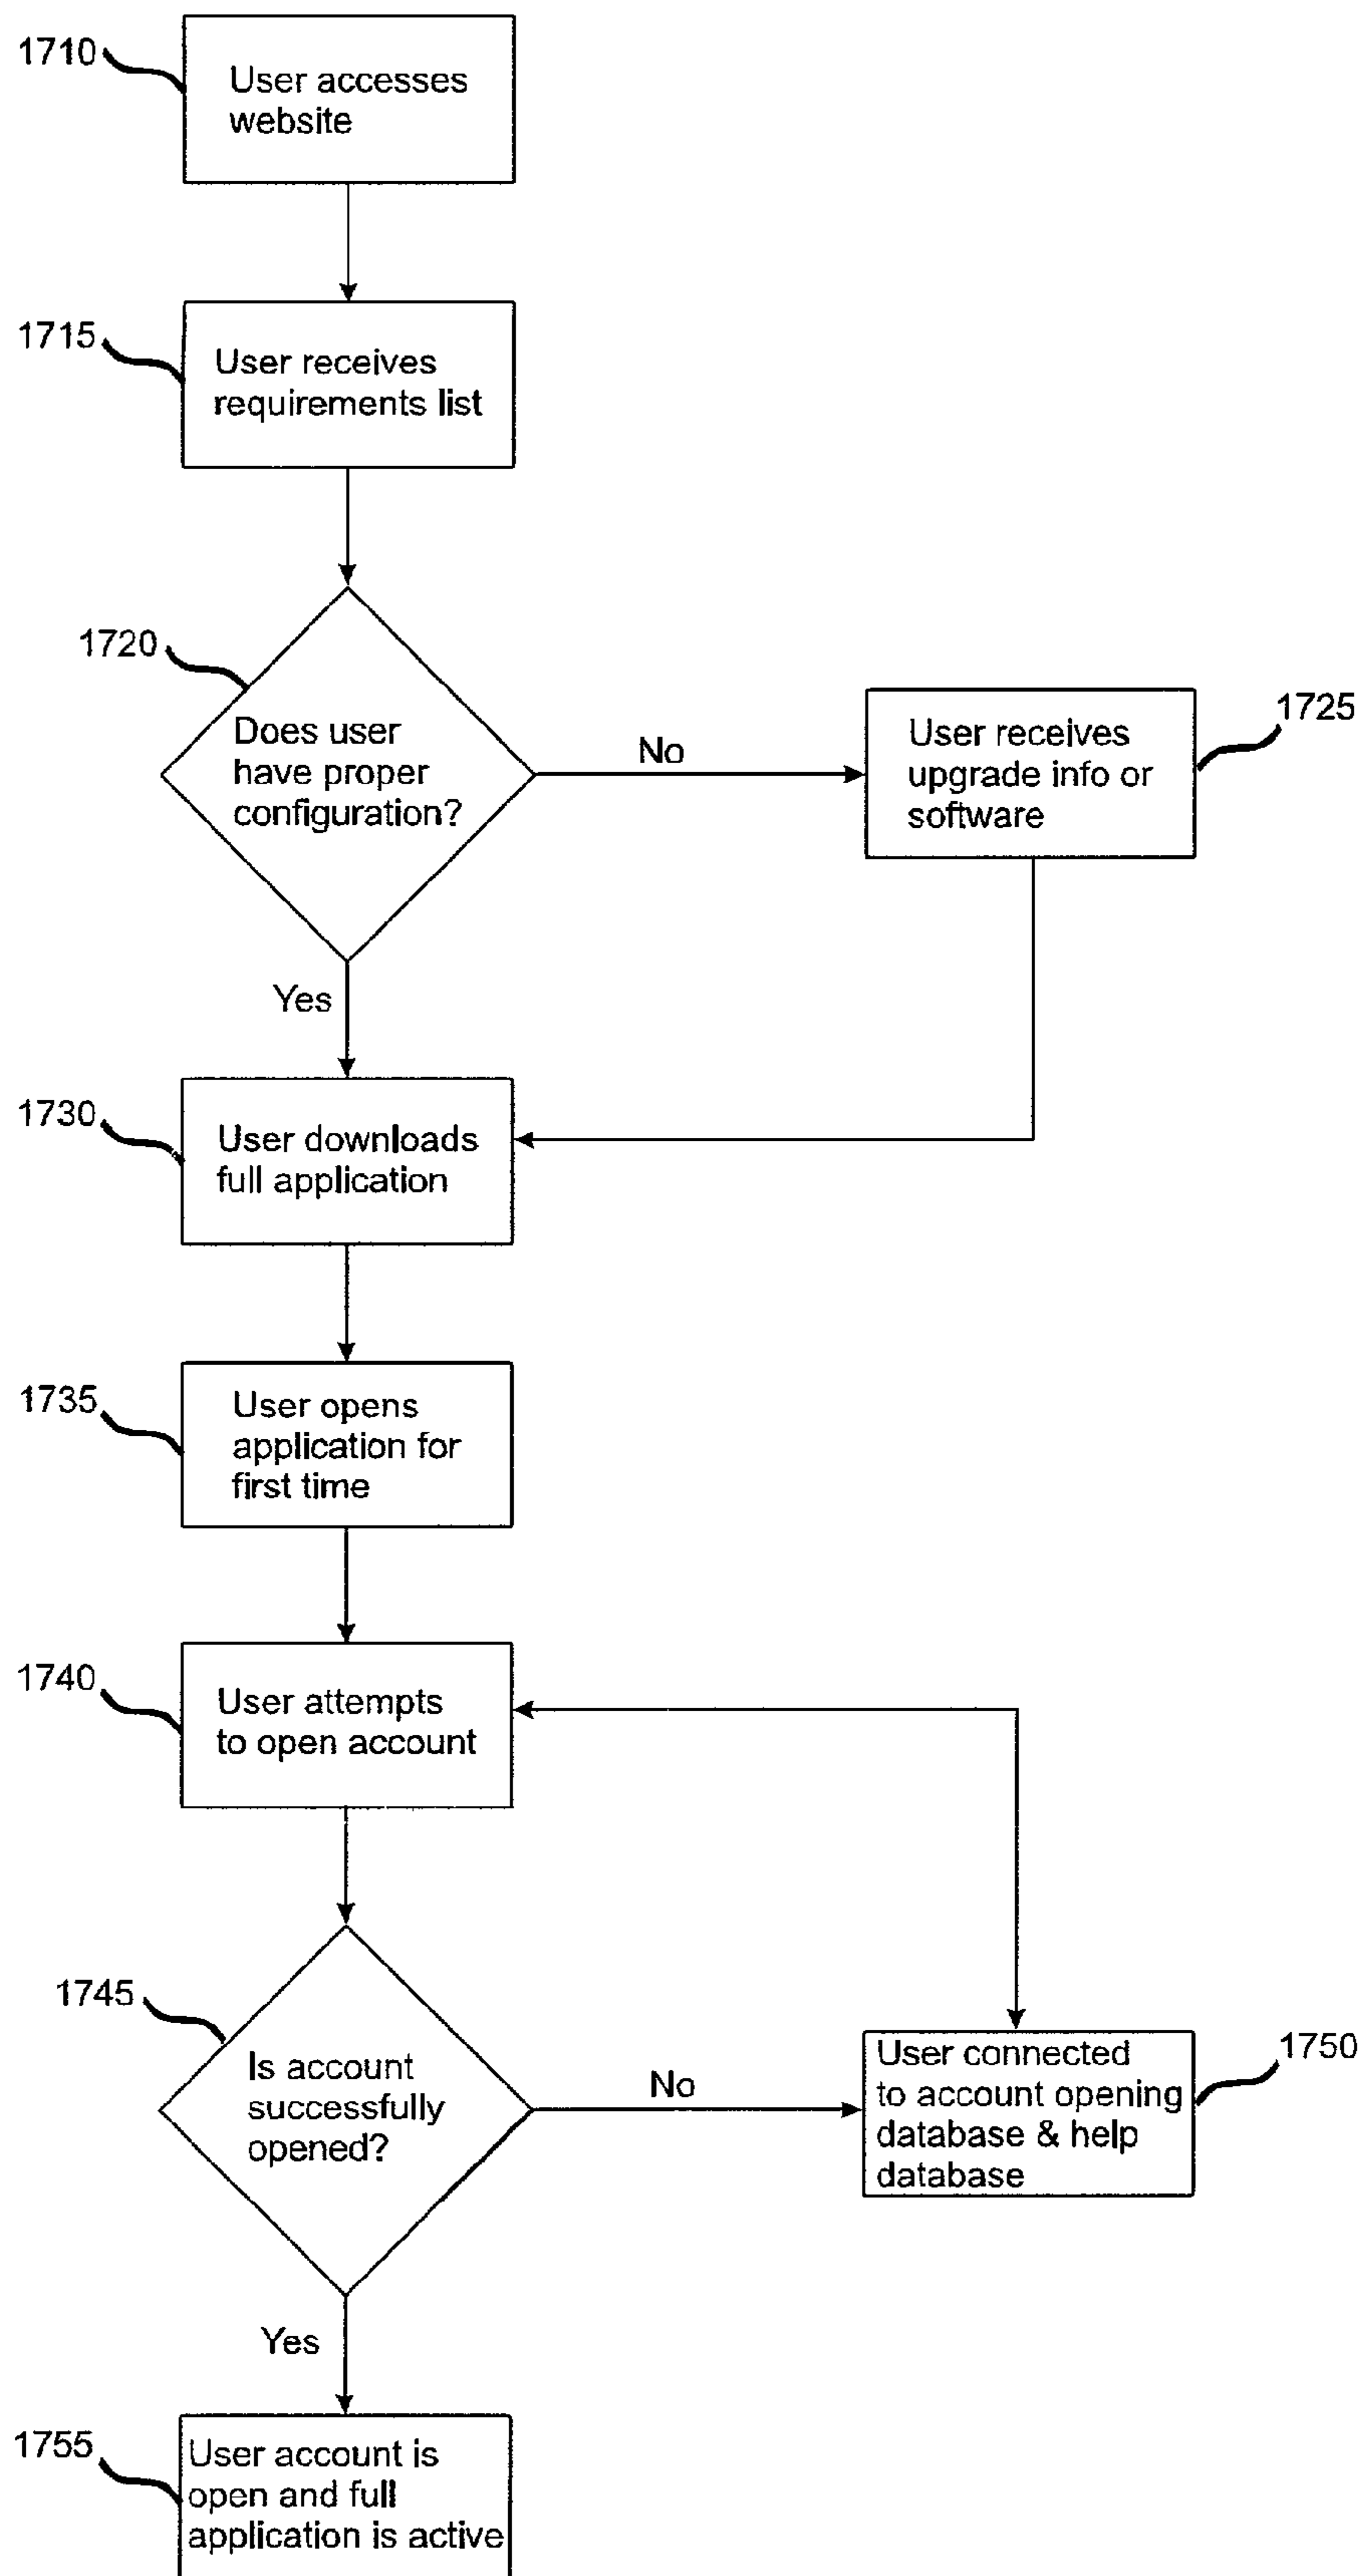 1710
User accesses
website
1715
User receives
requirements list
1720
Does user
have proper
configuration?
No
1725
User receives
upgrade info or
software
Yes
1730
User downloads
full application
1735
User opens
application for
first time
1740
User attempts
to open account
1745
Is account
successfully
opened?
No
1750
User connected
to account opening
database & help
database
Yes
1755
User account is
open and full
application is active